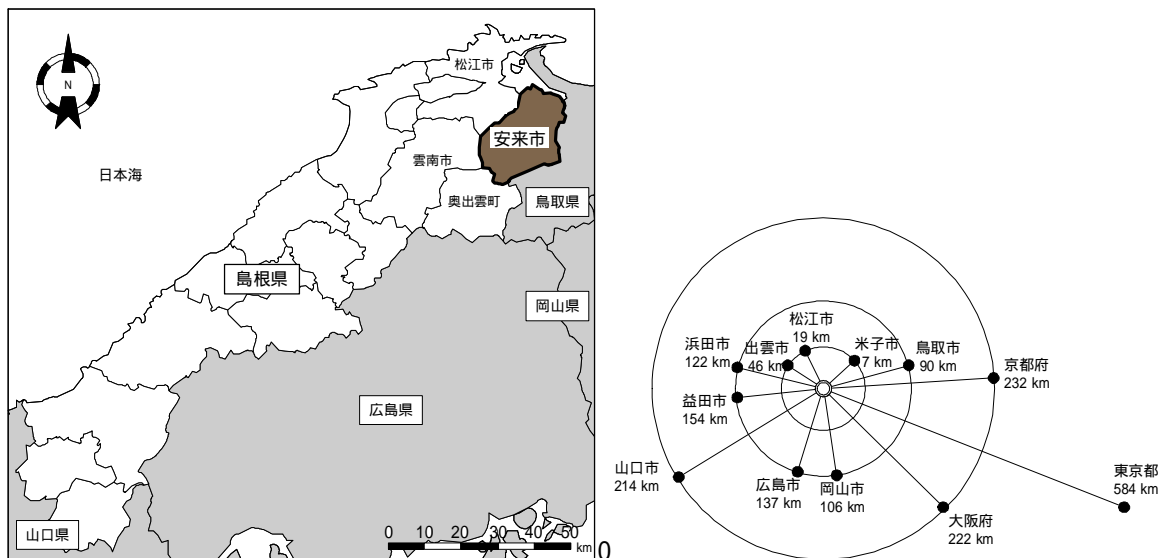 N
松江市
安来市
雲南市
日本海
奥出雲町
鳥取県
島根県
岡山県
広島県
山口県
0 10 20 30 40 50
km
0
松江市
19 km
米子市
7 km
鳥取市
90 km
浜田市
122 km
出雲市
46 km
京都府
232 km
益田市
154 km
山口市
214 km
広島市
137 km
岡山市
106 km
大阪府
222 km
東京都
584 km